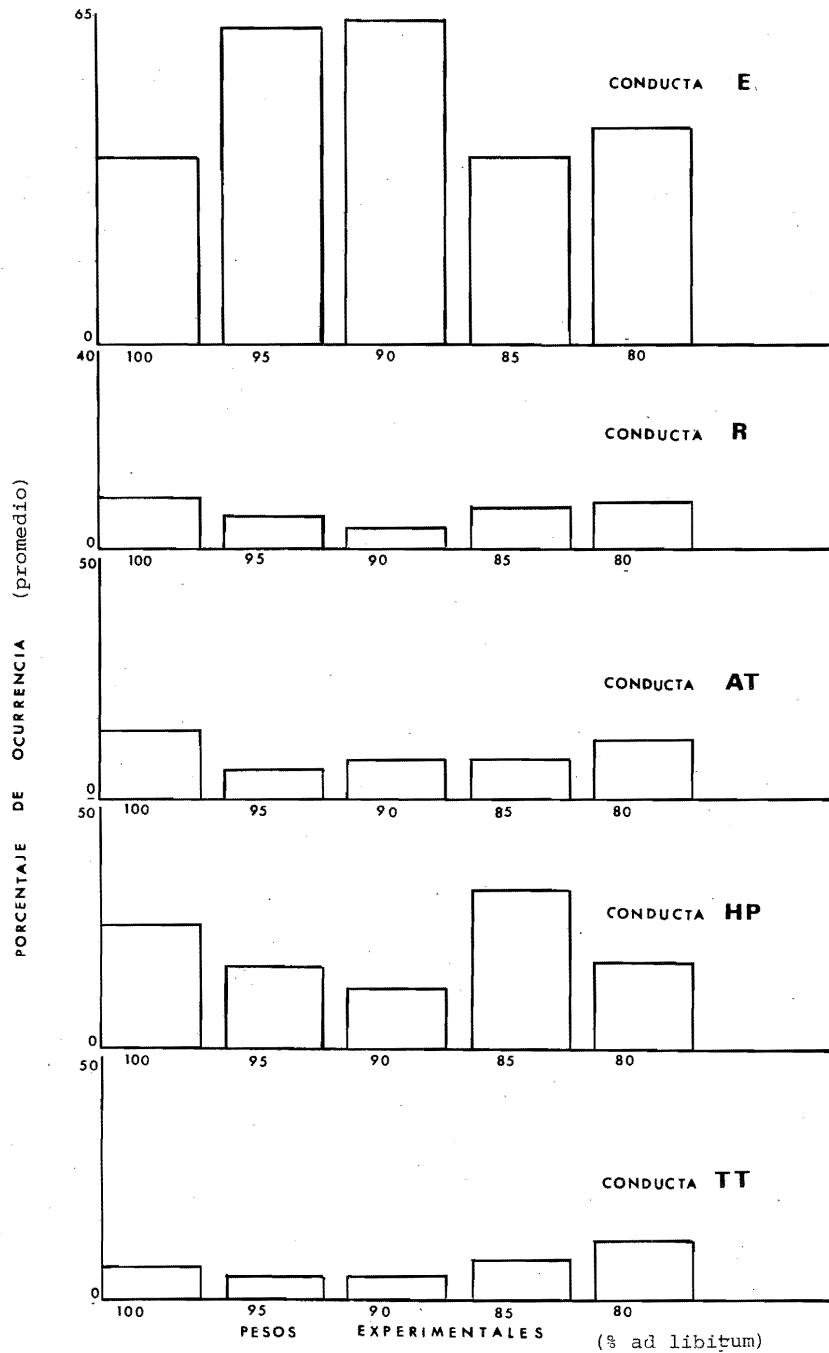 65
CONDUCTA E
0
100 95 90 85 80
40
CONDUCTA R
0
100 95 90 85 80
50
CONDUCTA AT
0
100 95 90 85 80
50
CONDUCTA HP
0
100 95 90 85 80
50
CONDUCTA TT
0
100 95 90 85 80
PESOS EXPERIMENTALES (% ad libitum)
PORCENTAJE DE OCURRENCIA (promedio)